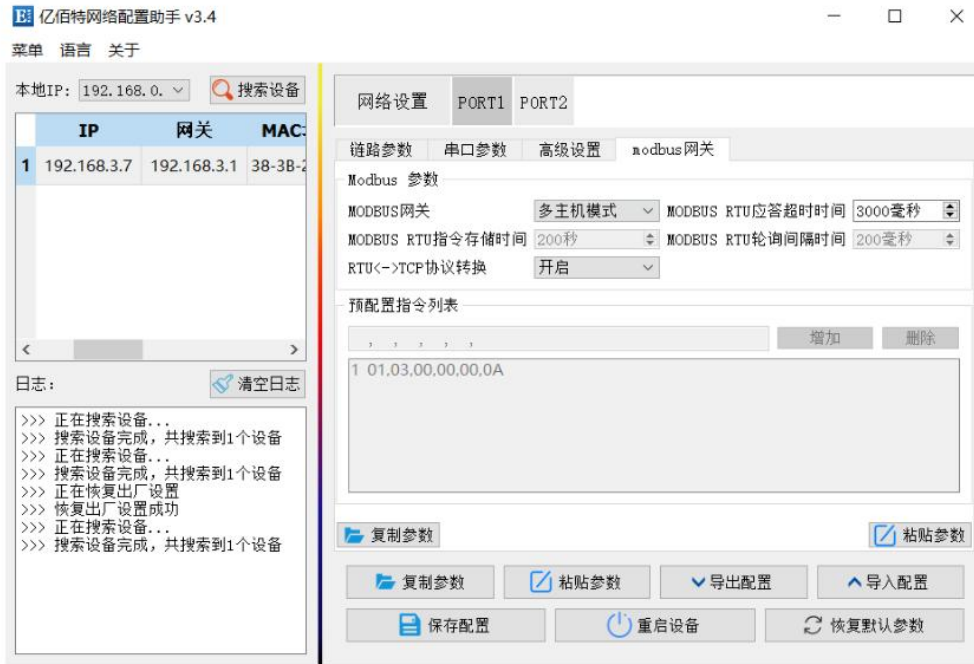 亿佰特网络配置助手 v3.4
菜单 语言 关于
本地IP: 192.168.0. 搜索设备
IP 网关 MAC:
1 192.168.3.7 192.168.3.1 38-3B-2
日志: 清空日志
>>> 正在搜索设备...
>>> 搜索设备完成，共搜索到1个设备
>>> 正在搜索设备...
>>> 搜索设备完成，共搜索到1个设备
>>> 正在恢复出厂设置
>>> 恢复出厂设置成功
>>> 正在搜索设备...
>>> 搜索设备完成，共搜索到1个设备
网络设置 PORT1 PORT2
链路参数 串口参数 高级设置 modbus网关
Modbus 参数
MODBUS网关 多主机模式 MODBUS RTU应答超时时间 3000毫秒
MODBUS RTU指令存储时间 200秒 MODBUS RTU轮询间隔时间 200毫秒
RTU<->TCP协议转换 开启
预配置指令列表
, , , , , 增加 删除
1 01,03,00,00,00,0A
复制参数 粘贴参数
复制参数 粘贴参数 导出配置 导入配置
保存配置 重启设备 恢复默认参数